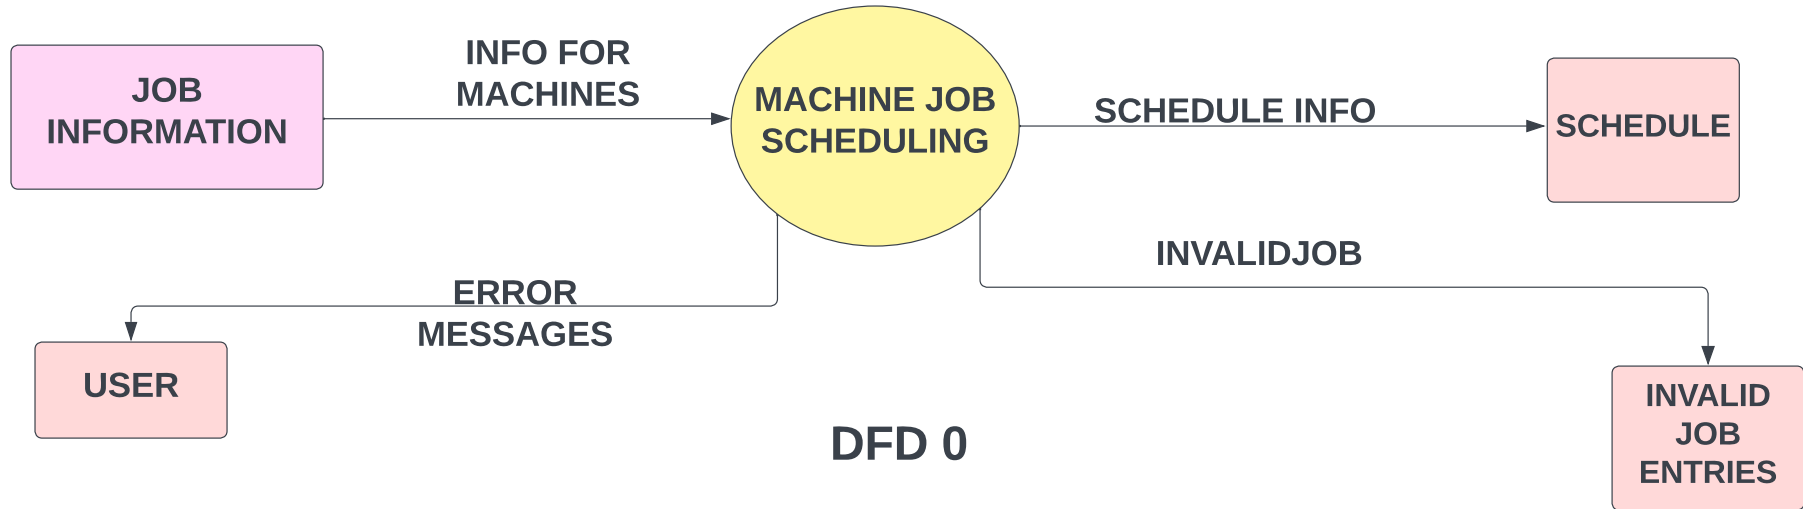 JOB
INFORMATION
INFO FOR
MACHINES
MACHINE JOB
SCHEDULING
SCHEDULE INFO
SCHEDULE
ERROR
MESSAGES
INVALIDJOB
USER
DFD 0
INVALID
JOB
ENTRIES